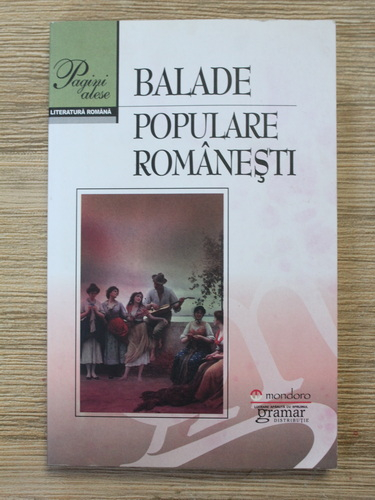 Pagini
alese
LITERATURĂ ROMÂNĂ
BALADE
POPULARE
ROMÂNEŞTI
mondoro
gramar
DISTRIBUŢIE